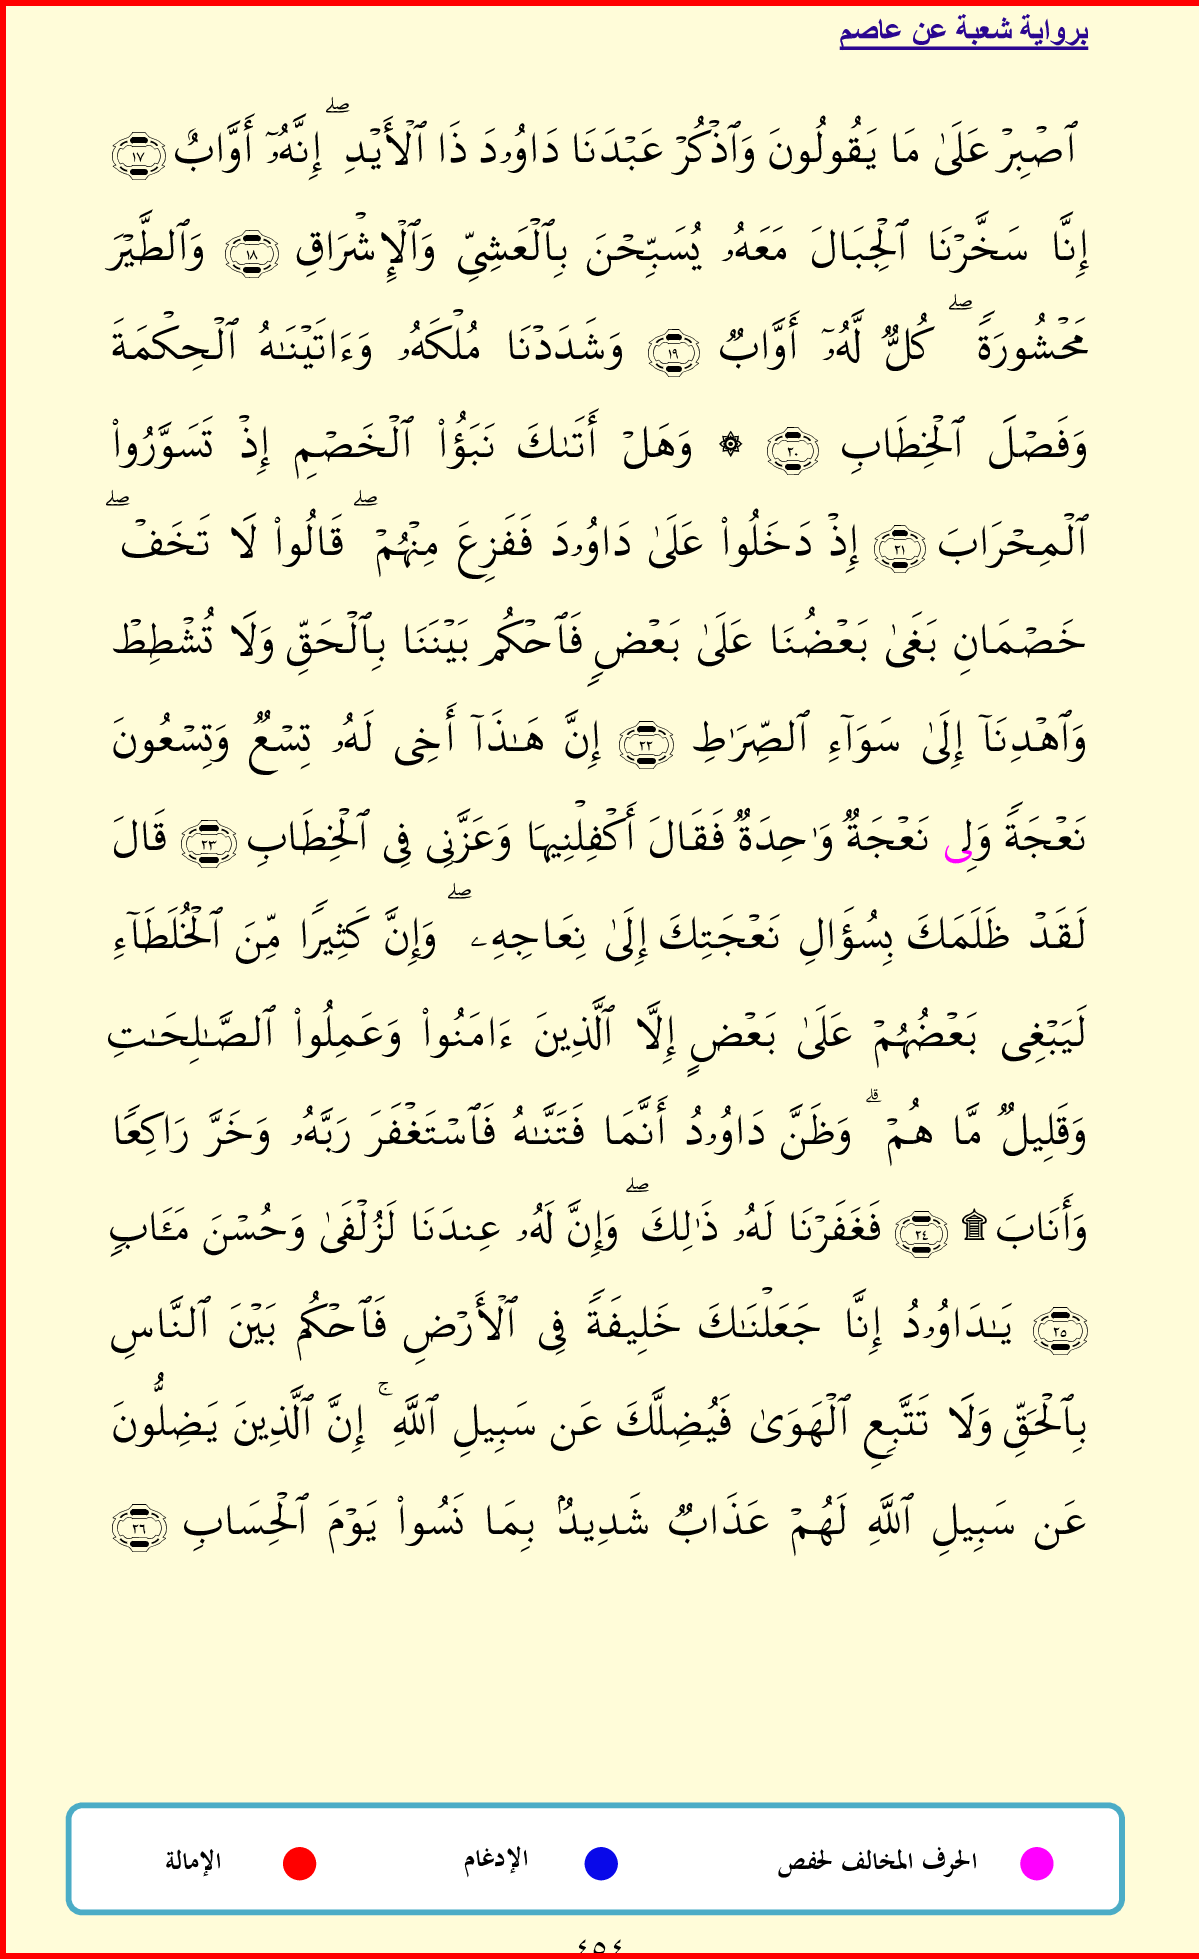 برواية شعبة عن عاصم
ٱصۡبِرۡ عَلَىٰ مَا يَقُولُونَ وَٱذۡكُرۡ عَبۡدَنَا دَاوُۥدَ ذَا ٱلۡأَيۡدِۖ إِنَّهُۥٓ أَوَّابٌ ١٧
إِنَّا سَخَّرۡنَا ٱلۡجِبَالَ مَعَهُۥ يُسَبِّحۡنَ بِٱلۡعَشِيِّ وَٱلۡإِشۡرَاقِ ١٨ وَٱلطَّيۡرَ
مَحۡشُورَةٗۖ كُلّٞ لَّهُۥٓ أَوَّابٞ ١٩ وَشَدَدۡنَا مُلۡكَهُۥ وَءَاتَيۡنَٰهُ ٱلۡحِكۡمَةَ
وَفَصۡلَ ٱلۡخِطَابِ ٢٠ ۞ وَهَلۡ أَتَىٰكَ نَبَؤُاْ ٱلۡخَصۡمِ إِذۡ تَسَوَّرُواْ
ٱلۡمِحۡرَابَ ٢١ إِذۡ دَخَلُواْ عَلَىٰ دَاوُۥدَ فَفَزِعَ مِنۡهُمۡۖ قَالُواْ لَا تَخَفۡۖ
خَصۡمَانِ بَغَىٰ بَعۡضُنَا عَلَىٰ بَعۡضٖ فَٱحۡكُم بَيۡنَنَا بِٱلۡحَقِّ وَلَا تُشۡطِطۡ
وَٱهۡدِنَآ إِلَىٰ سَوَآءِ ٱلصِّرَٰطِ ٢٢ إِنَّ هَٰذَآ أَخِي لَهُۥ تِسۡعٞ وَتِسۡعُونَ
نَعۡجَةٗ وَلِي نَعۡجَةٞ وَٰحِدَةٞ فَقَالَ أَكۡفِلۡنِيهَا وَعَزَّنِي فِي ٱلۡخِطَابِ ٢٣ قَالَ
لَقَدۡ ظَلَمَكَ بِسُؤَالِ نَعۡجَتِكَ إِلَىٰ نِعَاجِهِۦۖ وَإِنَّ كَثِيرٗا مِّنَ ٱلۡخُلَطَآءِ
لَيَبۡغِي بَعۡضُهُمۡ عَلَىٰ بَعۡضٍ إِلَّا ٱلَّذِينَ ءَامَنُواْ وَعَمِلُواْ ٱلصَّٰلِحَٰتِ
وَقَلِيلٞ مَّا هُمۡۗ وَظَنَّ دَاوُۥدُ أَنَّمَا فَتَنَّٰهُ فَٱسۡتَغۡفَرَ رَبَّهُۥ وَخَرَّ رَاكِعٗا
وَأَنَابَ ۩ ٢٤ فَغَفَرۡنَا لَهُۥ ذَٰلِكَۖ وَإِنَّ لَهُۥ عِندَنَا لَزُلۡفَىٰ وَحُسۡنَ مَـَٔابٖ
٢٥ يَٰدَاوُۥدُ إِنَّا جَعَلۡنَٰكَ خَلِيفَةٗ فِي ٱلۡأَرۡضِ فَٱحۡكُم بَيۡنَ ٱلنَّاسِ
بِٱلۡحَقِّ وَلَا تَتَّبِعِ ٱلۡهَوَىٰ فَيُضِلَّكَ عَن سَبِيلِ ٱللَّهِۚ إِنَّ ٱلَّذِينَ يَضِلُّونَ
عَن سَبِيلِ ٱللَّهِ لَهُمۡ عَذَابٞ شَدِيدُۢ بِمَا نَسُواْ يَوۡمَ ٱلۡحِسَابِ ٢٦
الحرف المخالف لحفص الإدغام الإمالة
٤٥٤